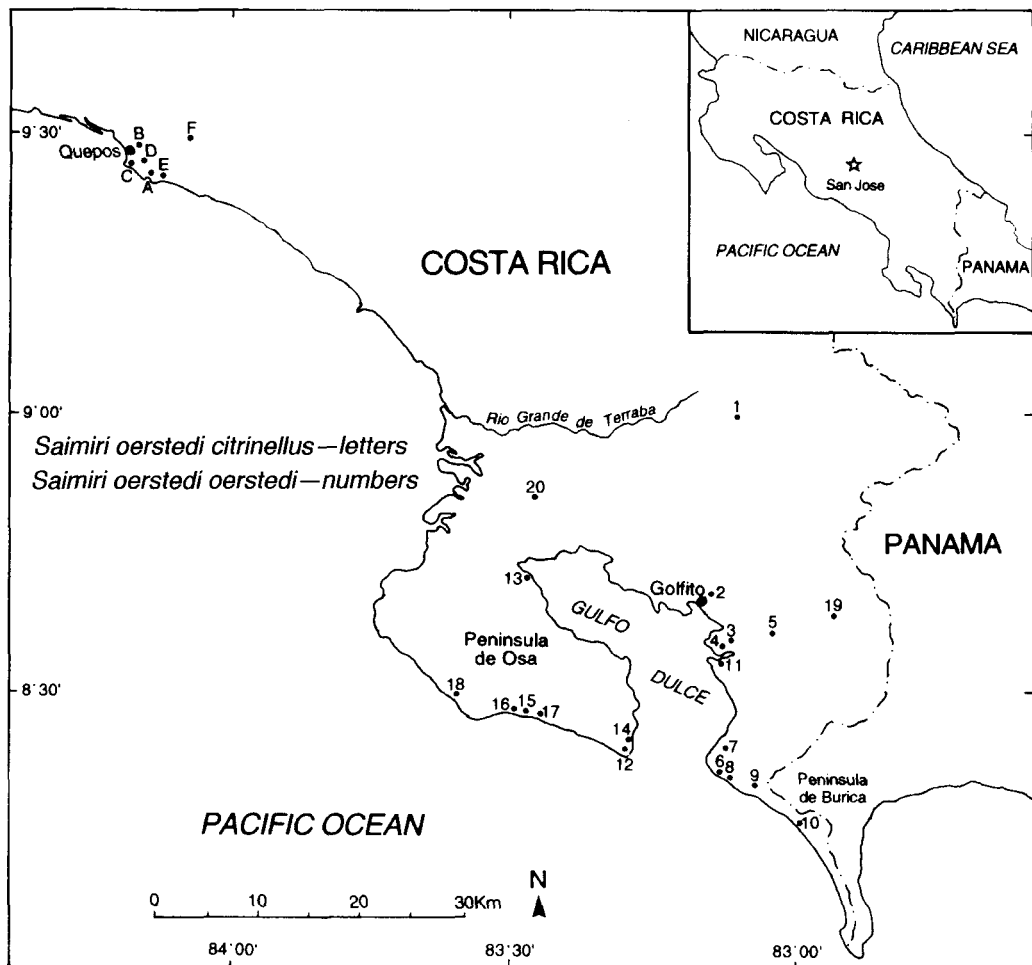 NICARAGUA
CARIBBEAN SEA
COSTA RICA
San Jose
PACIFIC OCEAN
PANAMA
9°30'
B
F
Quepos
D
C
E
A
COSTA RICA
9°00'
Rio Grande de Terraba
1
Saimiri oerstedi citrinellus—letters
Saimiri oerstedi oerstedi—numbers
20
PANAMA
13
Golfito
2
GULFO
DULCE
19
5
3
4
11
Peninsula
de Osa
8°30'
18
16
15
17
14
12
7
6
8
9
Peninsula
de Burica
10
PACIFIC OCEAN
N
0
10
20
30Km
84°00'
83°30'
83°00'